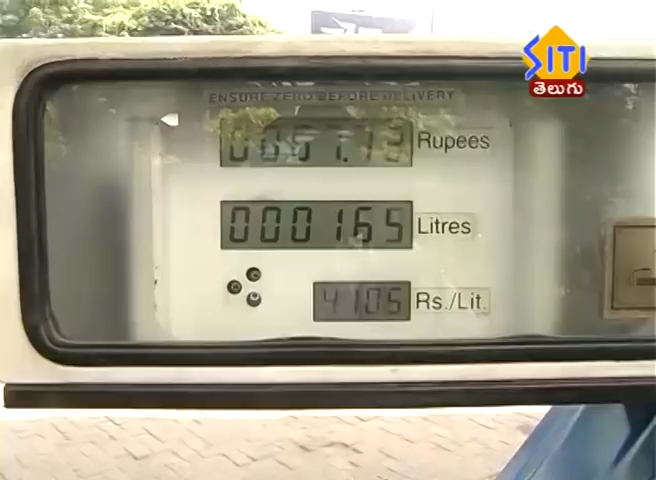 SITI
తెలుగు
ENSURE ZERO BEFORE DELIVERY
Rupees
000165 Litres
4105 Rs./Lit.